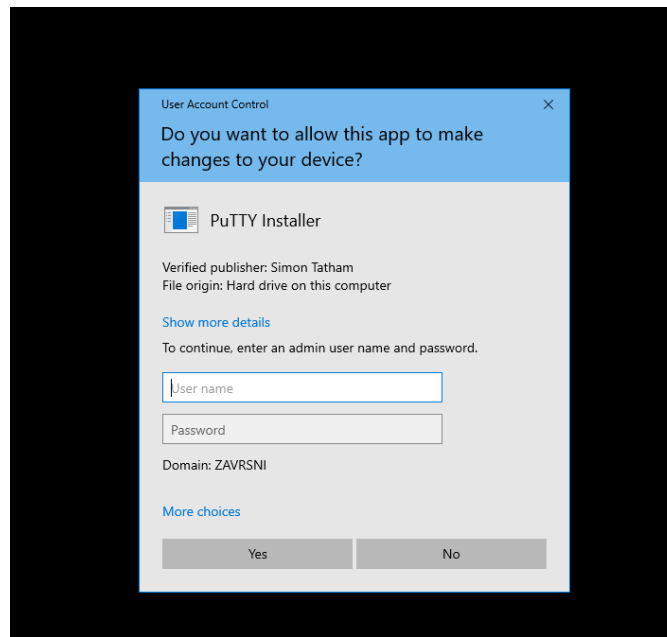 User Account Control
Do you want to allow this app to make
changes to your device?
PuTTY Installer
Verified publisher: Simon Tatham
File origin: Hard drive on this computer
Show more details
To continue, enter an admin user name and password.
User name
Password
Domain: ZAVRSNI
More choices
Yes
No